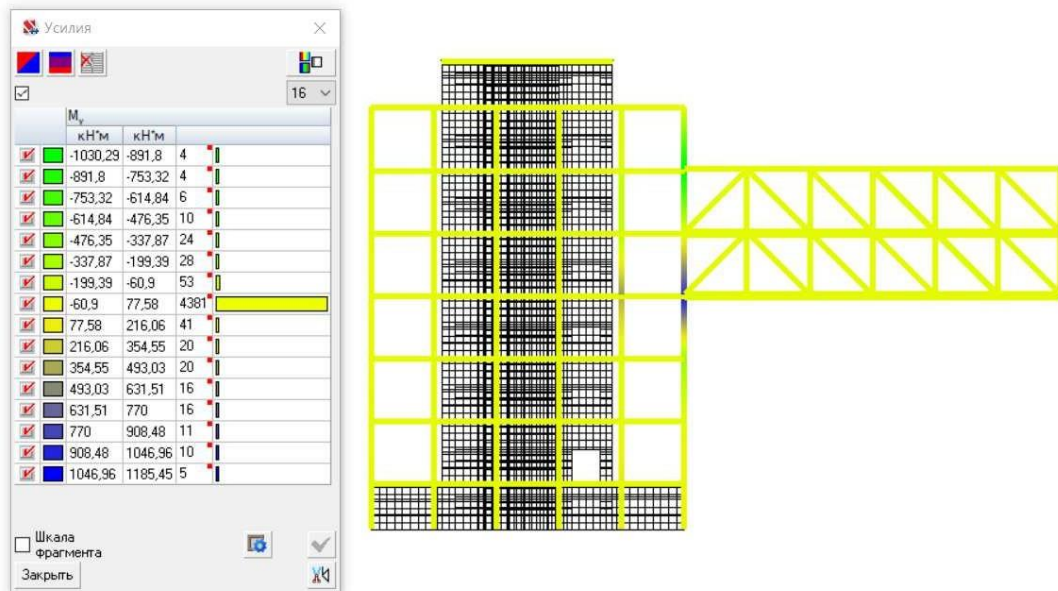 Усилия
16
My
кН*м кН*м
-1030,29 -891,8 4
-891,8 -753,32 4
-753,32 -614,84 6
-614,84 -476,35 10
-476,35 -337,87 24
-337,87 -199,39 28
-199,39 -60,9 53
-60,9 77,58 4381
77,58 216,06 41
216,06 354,55 20
354,55 493,03 20
493,03 631,51 16
631,51 770 16
770 908,48 11
908,48 1046,96 10
1046,96 1185,45 5
Шкала
фрагмента
Закрыть